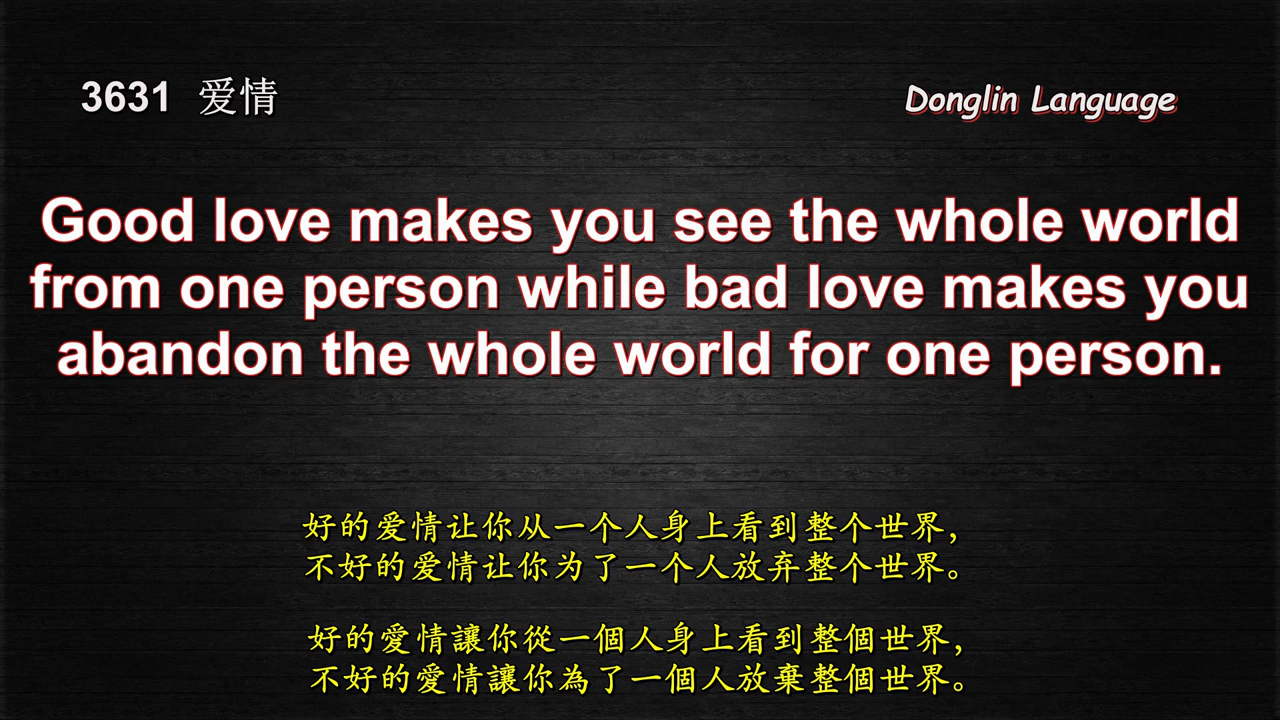 3631 爱情
Donglin Language
Good love makes you see the whole world
from one person while bad love makes you
abandon the whole world for one person.
好的爱情让你从一个人身上看到整个世界，
不好的爱情让你为了一个人放弃整个世界。
好的愛情讓你從一個人身上看到整個世界，
不好的愛情讓你為了一個人放棄整個世界。